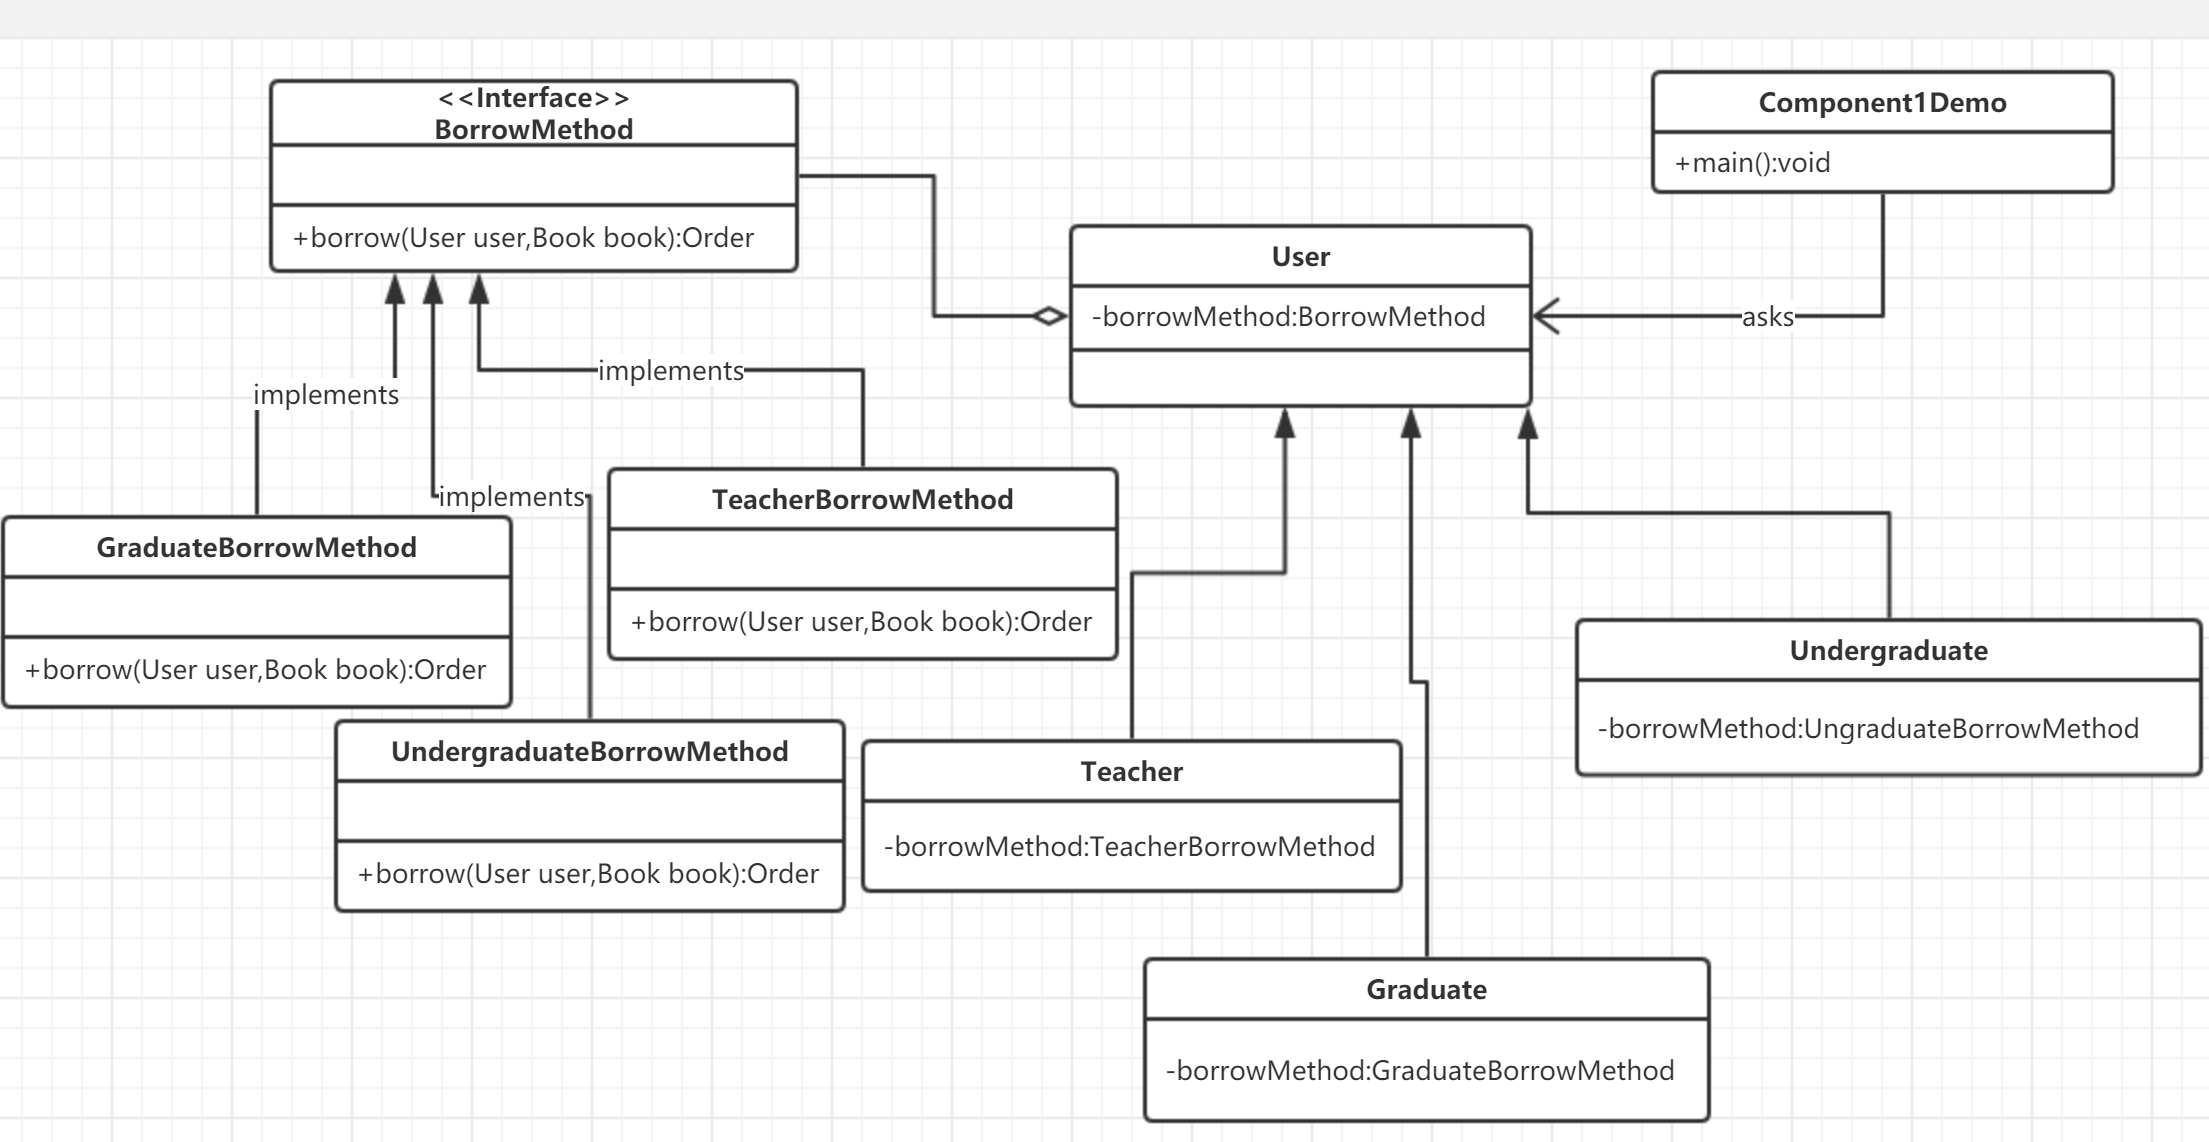 <<Interface>>
BorrowMethod
+borrow(User user,Book book):Order
Component1Demo
+main():void
User
-borrowMethod:BorrowMethod
asks
implements
implements
implements
TeacherBorrowMethod
+borrow(User user,Book book):Order
GraduateBorrowMethod
+borrow(User user,Book book):Order
UndergraduateBorrowMethod
+borrow(User user,Book book):Order
Teacher
-borrowMethod:TeacherBorrowMethod
Undergraduate
-borrowMethod:UngraduateBorrowMethod
Graduate
-borrowMethod:GraduateBorrowMethod